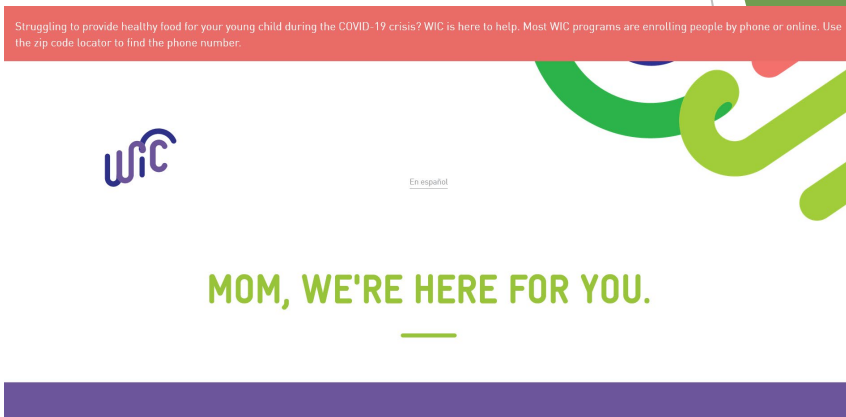 Struggling to provide healthy food for your young child during the COVID-19 crisis? WIC is here to help. Most WIC programs are enrolling people by phone or online. Use
the zip code locator to find the phone number.
WiC
En español
MOM, WE'RE HERE FOR YOU.